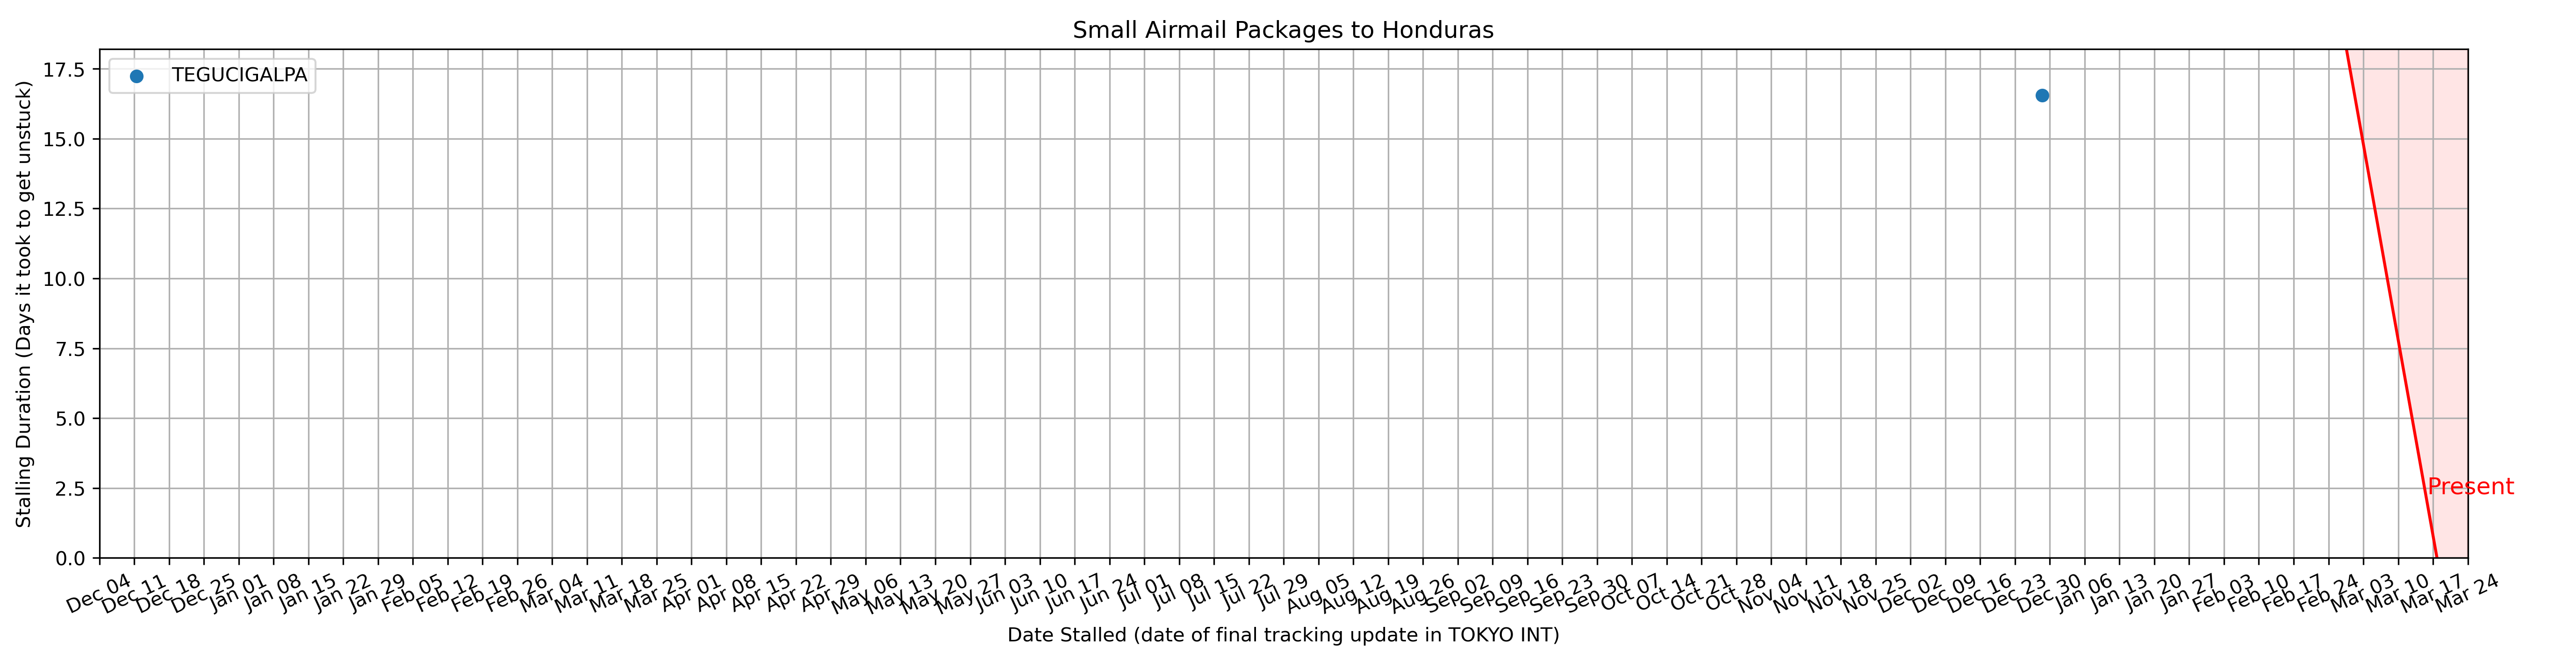 Small Airmail Packages to Honduras
TEGUCIGALPA
Stalling Duration (Days it took to get unstuck)
17.5
15.0
12.5
10.0
7.5
5.0
2.5
0.0
Present
Dec 04 Dec 11 Dec 18 Dec 25 Jan 01 Jan 08 Jan 15 Jan 22 Jan 29 Feb 05 Feb 12 Feb 19 Feb 26 Mar 04 Mar 11 Mar 18 Mar 25 Apr 01 Apr 08 Apr 15 Apr 22 Apr 29 May 06 May 13 May 20 May 27 Jun 03 Jun 10 Jun 17 Jun 24 Jul 01 Jul 08 Jul 15 Jul 22 Jul 29 Aug 05 Aug 12 Aug 19 Aug 26 Sep 02 Sep 09 Sep 16 Sep 23 Sep 30 Oct 07 Oct 14 Oct 21 Oct 28 Nov 04 Nov 11 Nov 18 Nov 25 Dec 02 Dec 09 Dec 16 Dec 23 Dec 30 Jan 06 Jan 13 Jan 20 Jan 27 Feb 03 Feb 10 Feb 17 Feb 24 Mar 03 Mar 10 Mar 17 Mar 24
Date Stalled (date of final tracking update in TOKYO INT)